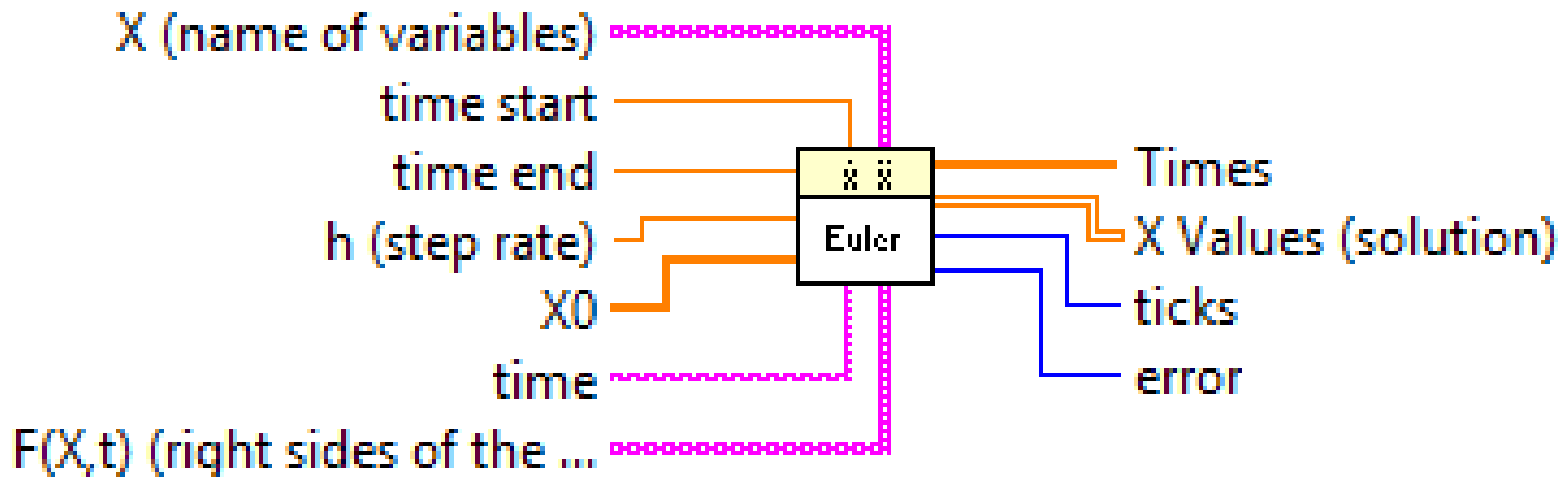 X (name of variables)
time start
time end
h (step rate)
X0
time
F(X,t) (right sides of the ...
ẋ ẍ
Euler
Times
X Values (solution)
ticks
error